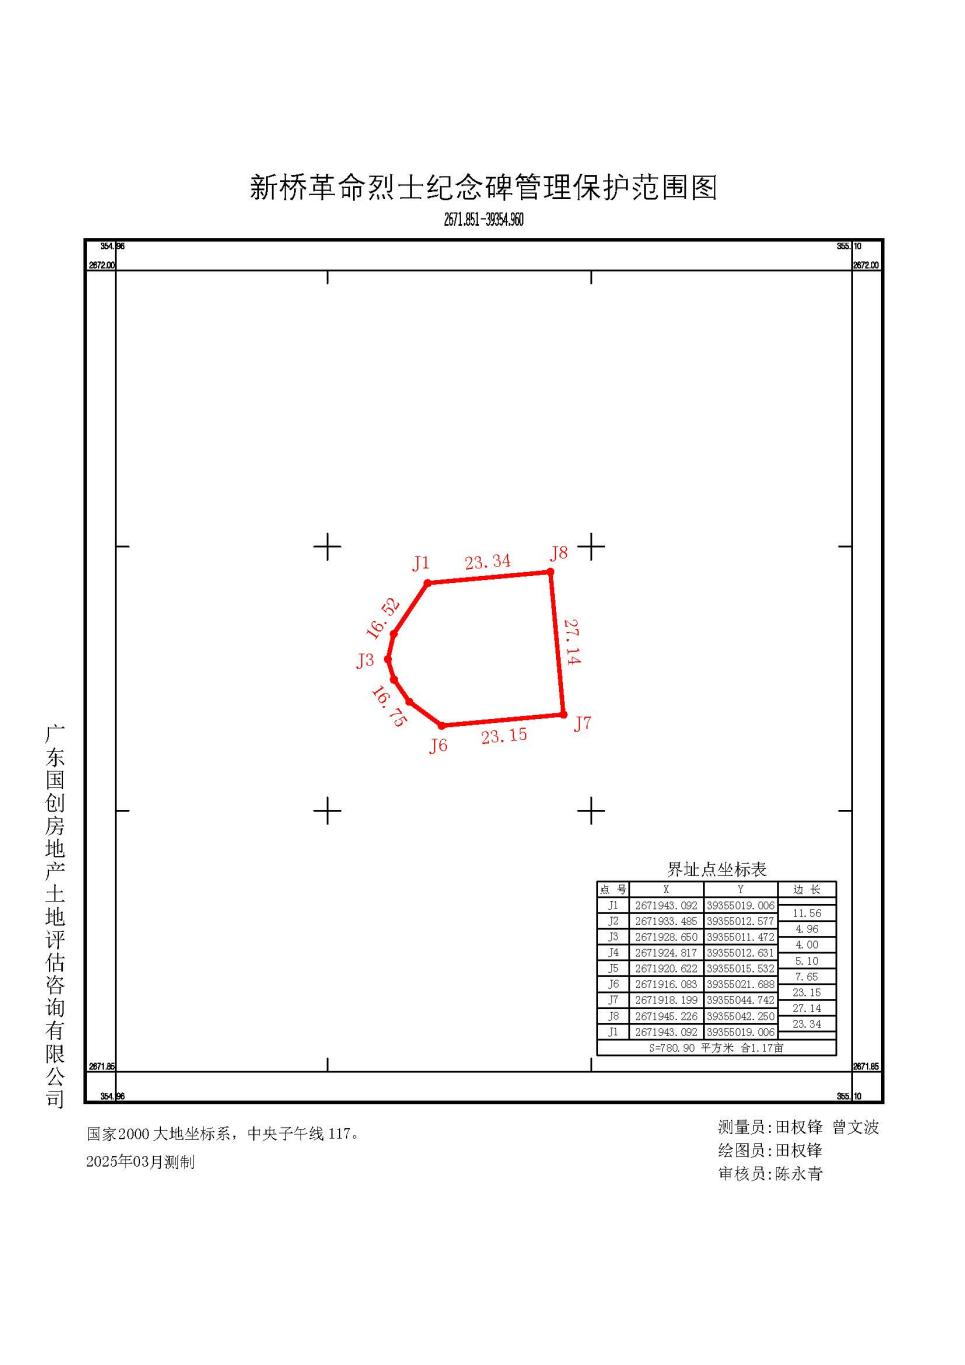 新桥革命烈士纪念碑管理保护范围图
2671.851-39354.960
354.96 355.10
2672.00 2672.00
J1 23.34 J8
16.52
27.14
J3
16.75
J6 23.15 J7
广东国创房地产土地评估咨询有限公司
界址点坐标表
点 号 X Y 边 长
J1 2671943.092 39355019.006
11.56
J2 2671933.485 39355012.577
4.96
J3 2671928.650 39355011.472
4.00
J4 2671924.817 39355012.631
5.10
J5 2671920.622 39355015.532
7.65
J6 2671916.083 39355021.688
23.15
J7 2671918.199 39355044.742
27.14
J8 2671945.226 39355042.250
23.34
J1 2671943.092 39355019.006
S=780.90 平方米 合1.17亩
2671.85 2671.85
354.96 355.10
国家2000大地坐标系，中央子午线117。
2025年03月测制
测量员:田权锋 曾文波
绘图员:田权锋
审核员:陈永青